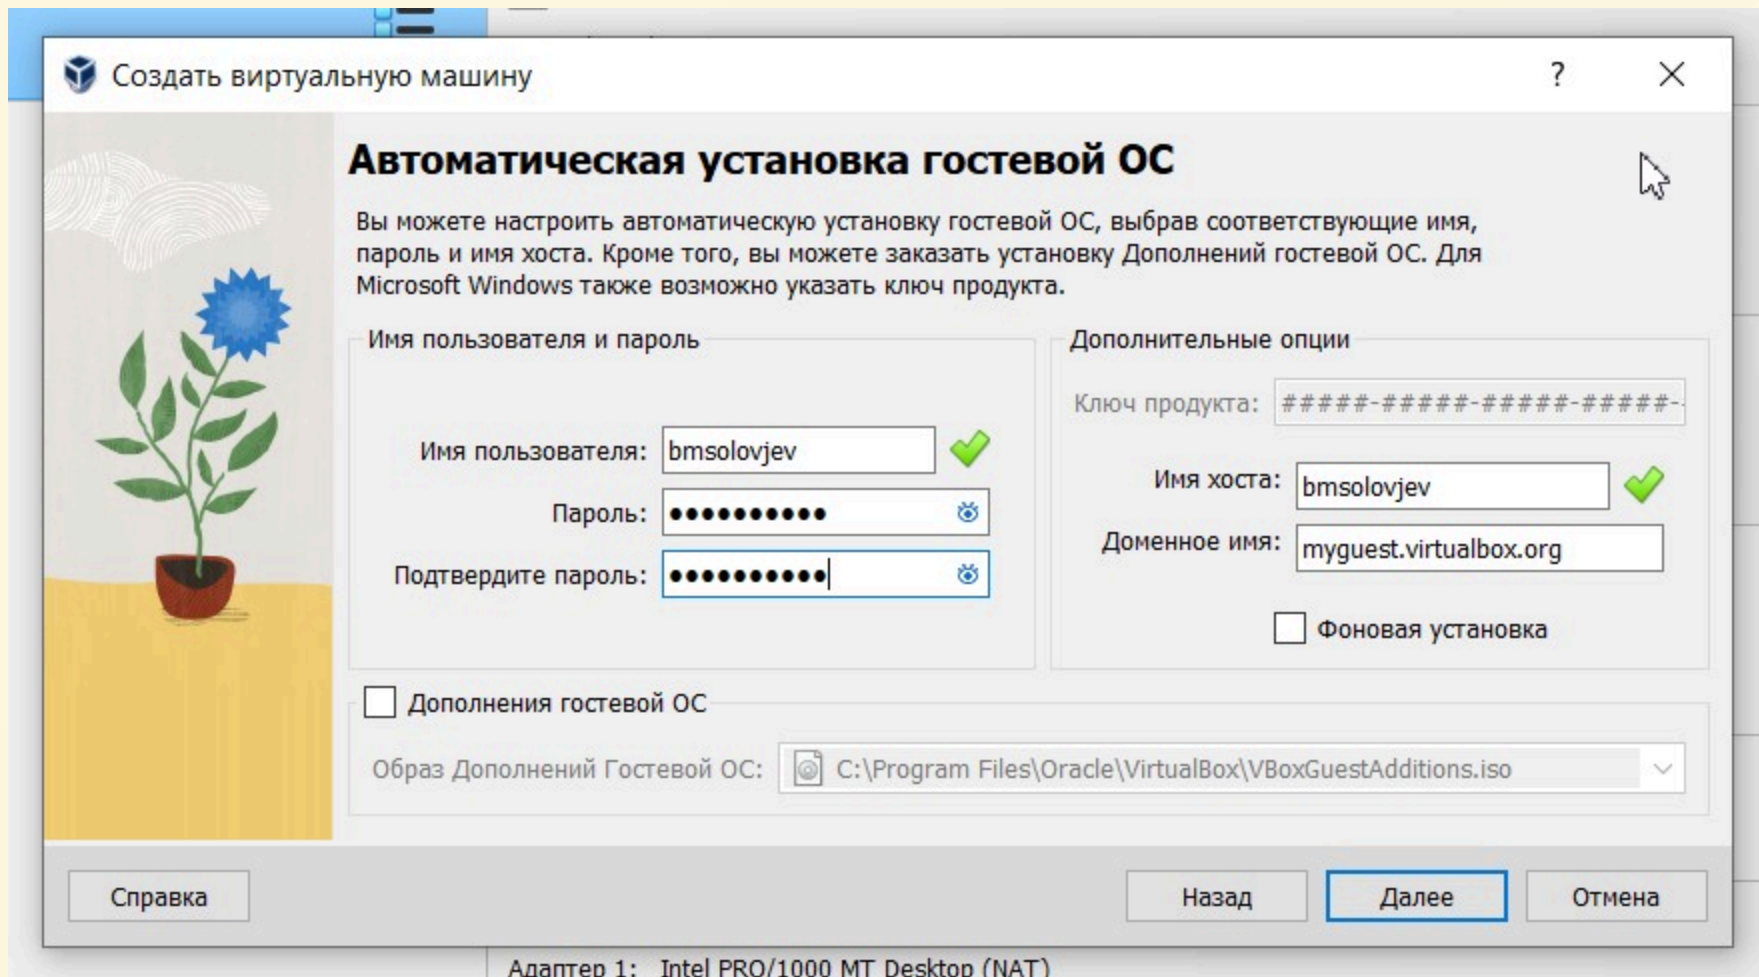 Создать виртуальную машину
?
Автоматическая установка гостевой ОС
Вы можете настроить автоматическую установку гостевой ОС, выбрав соответствующие имя,
пароль и имя хоста. Кроме того, вы можете заказать установку Дополнений гостевой ОС. Для
Microsoft Windows также возможно указать ключ продукта.
Имя пользователя и пароль
Имя пользователя: bmsolovjev
Пароль: ●●●●●●●●●●
Подтвердите пароль: ●●●●●●●●●●
Дополнительные опции
Ключ продукта: #####-#####-#####-#####-
Имя хоста: bmsolovjev
Доменное имя: myguest.virtualbox.org
Фоновая установка
Дополнения гостевой ОС
Образ Дополнений Гостевой ОС: C:\Program Files\Oracle\VirtualBox\VBoxGuestAdditions.iso
Справка
Назад
Далее
Отмена
Адаптер 1: Intel PRO/1000 MT Desktop (NAT)